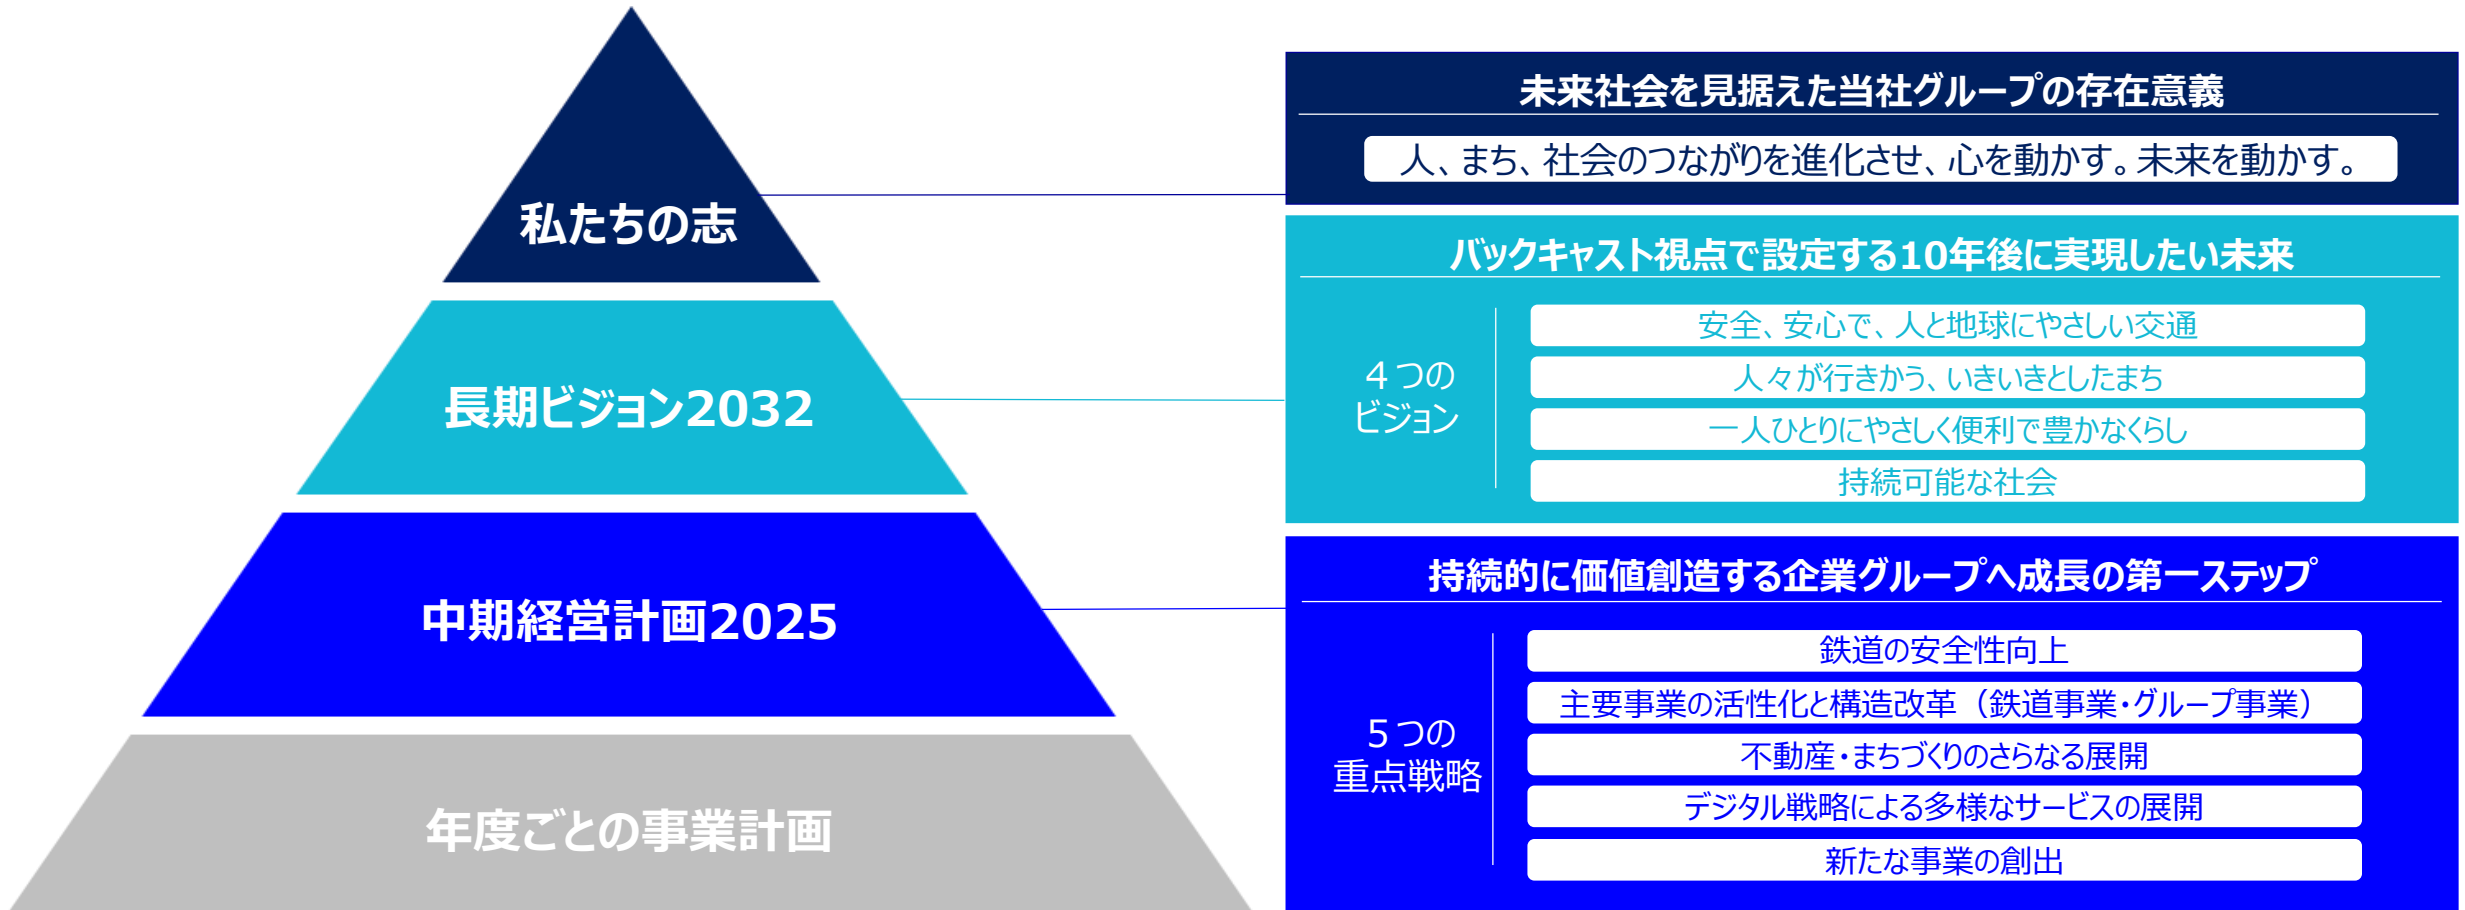 私たちの志
長期ビジョン2032
中期経営計画2025
年度ごとの事業計画
未来社会を見据えた当社グループの存在意義
人、まち、社会のつながりを進化させ、心を動かす。未来を動かす。
バックキャスト視点で設定する10年後に実現したい未来
４つの
ビジョン
安全、安心で、人と地球にやさしい交通
人々が行きかう、いきいきとしたまち
一人ひとりにやさしく便利で豊かなくらし
持続可能な社会
持続的に価値創造する企業グループへ成長の第一ステップ
５つの
重点戦略
鉄道の安全性向上
主要事業の活性化と構造改革（鉄道事業・グループ事業）
不動産・まちづくりのさらなる展開
デジタル戦略による多様なサービスの展開
新たな事業の創出